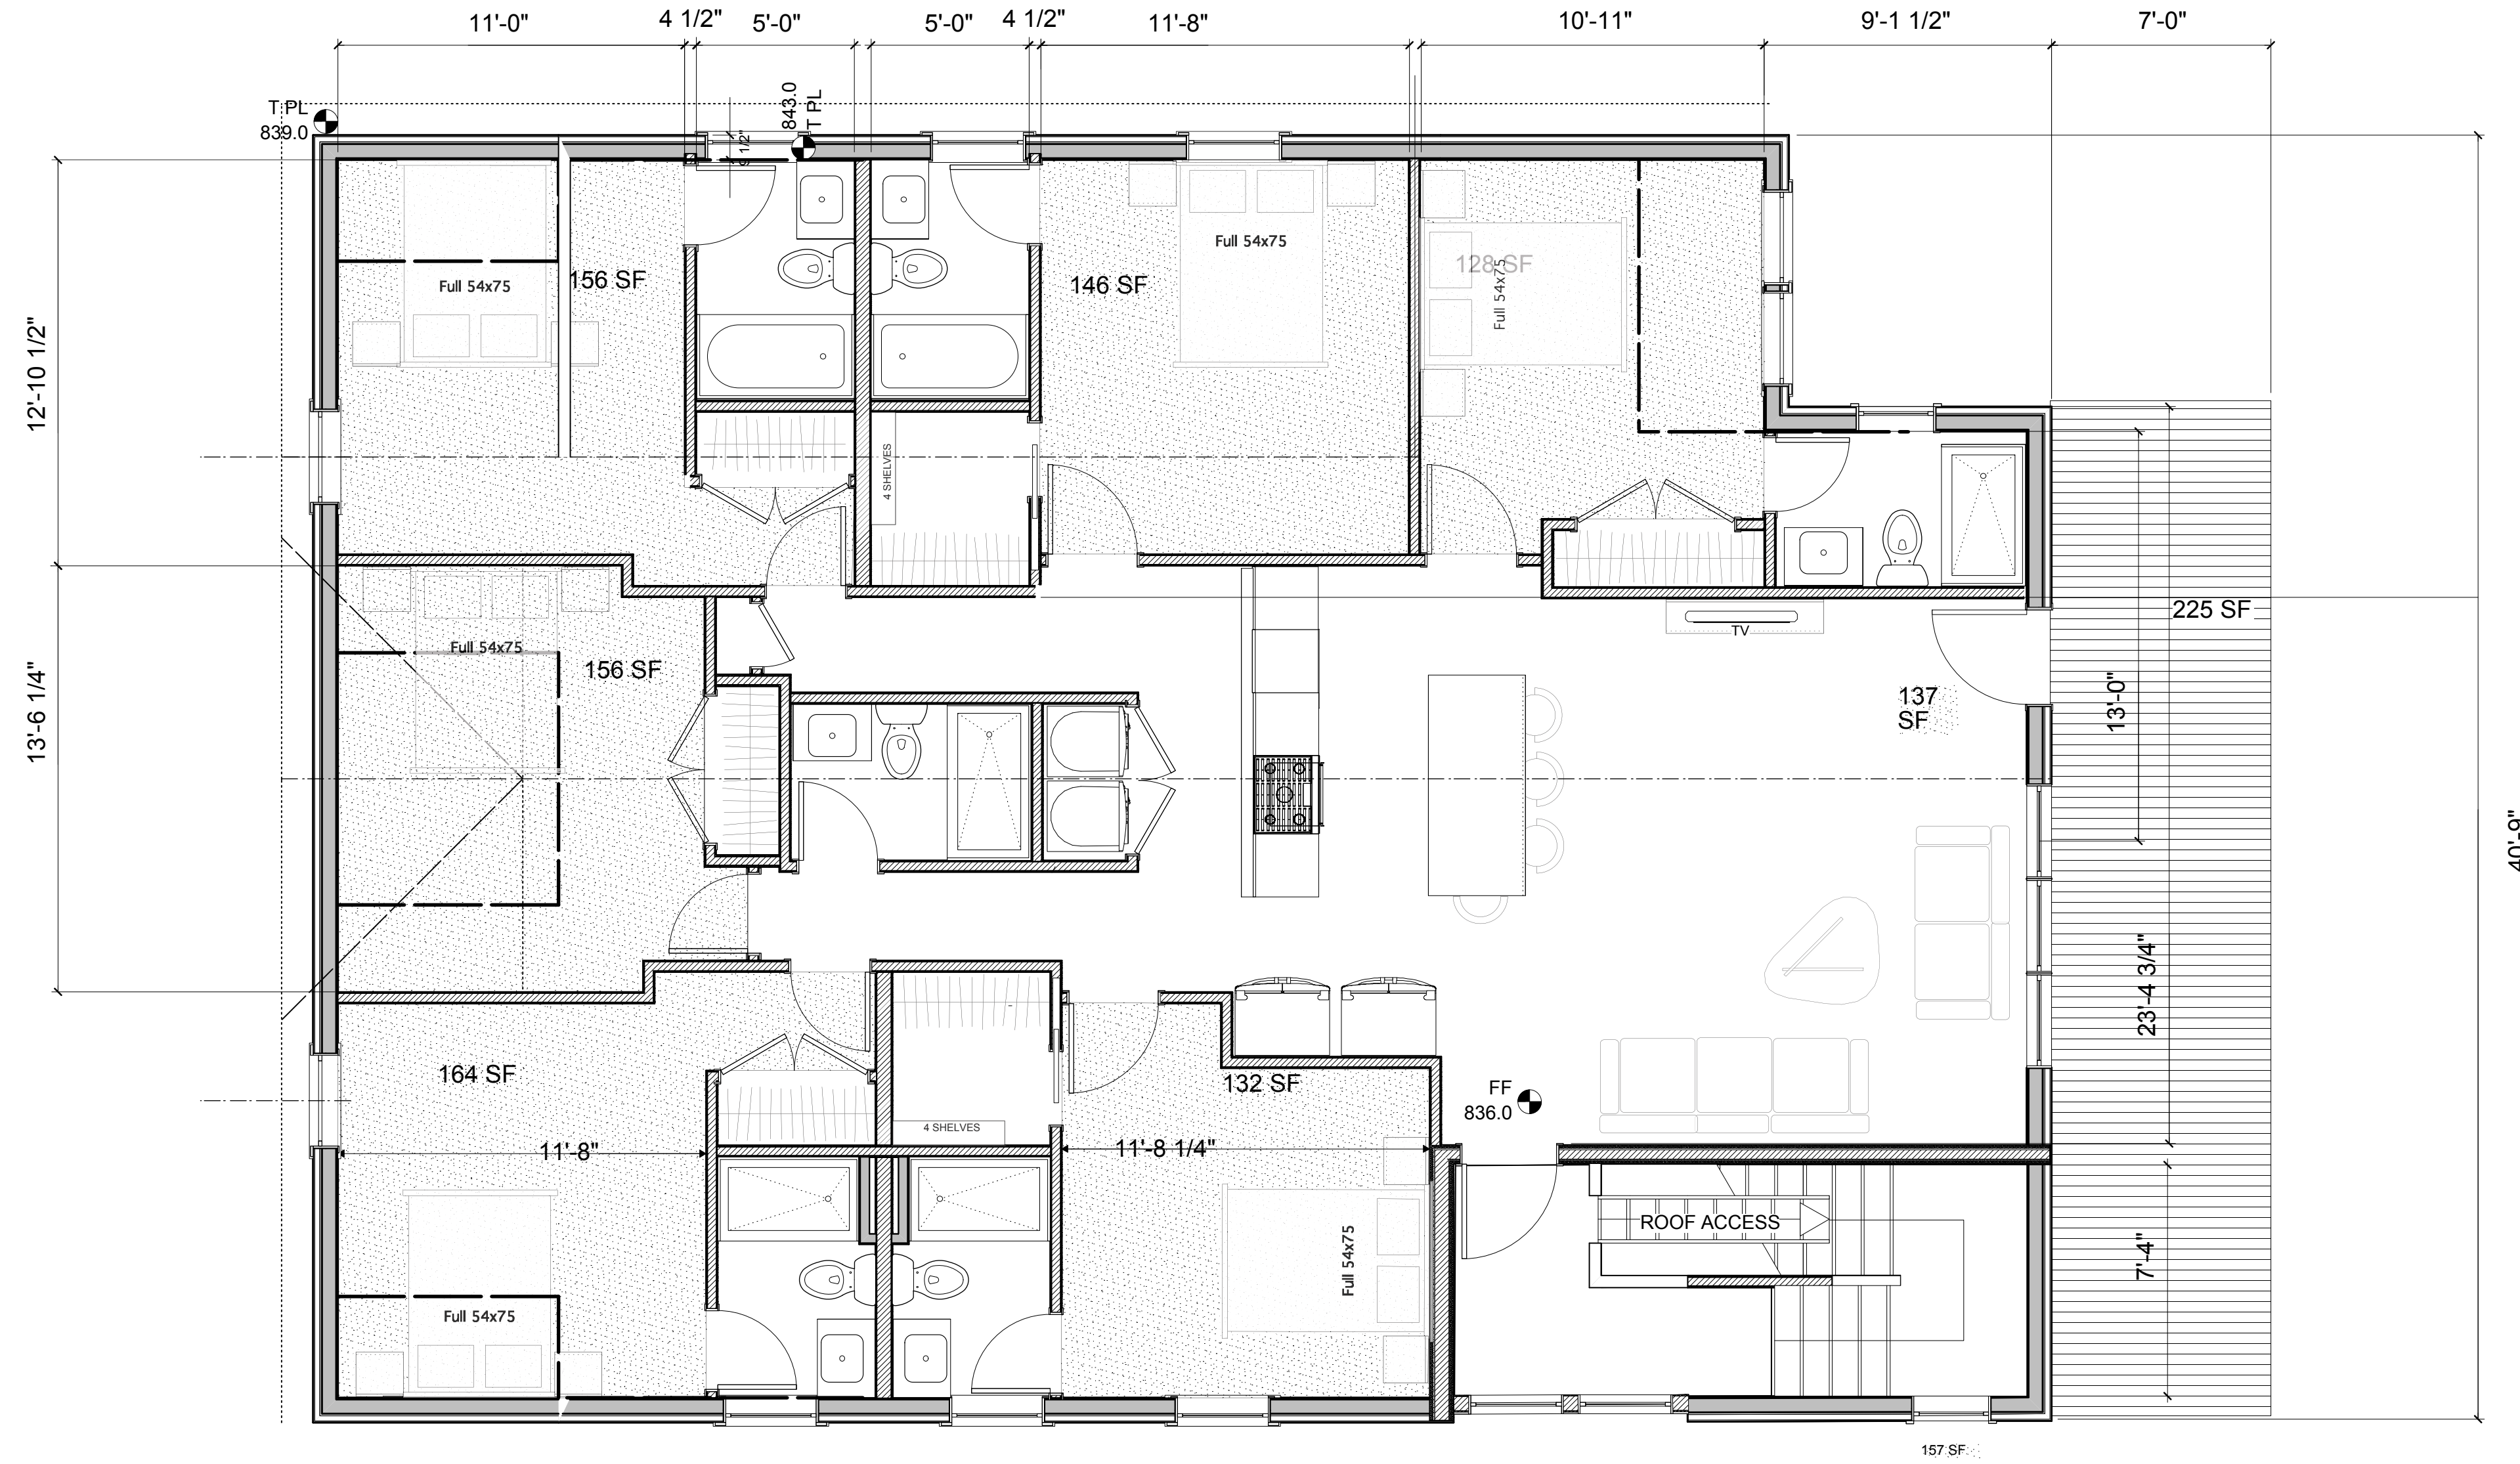 11'-0" 4 1/2" 5'-0" 5'-0" 4 1/2" 11'-8" 10'-11" 9'-1 1/2" 7'-0"
T PL
839.0
843.0
T PL
9 1/2"
12'-10 1/2"
Full 54x75
156 SF
4 SHELVES
146 SF
Full 54x75
128 SF
Full 54x75
225 SF
TV
13'-6 1/4"
Full 54x75
156 SF
137
SF
13'-0"
40'-9"
23'-4 3/4"
164 SF
132 SF
FF
836.0
4 SHELVES
11'-8"
11'-8 1/4"
ROOF ACCESS
7'-4"
Full 54x75
Full 54x75
157 SF